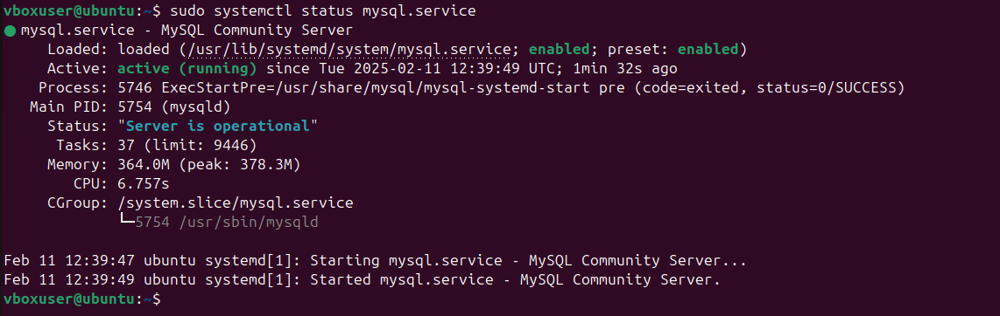 vboxuser@ubuntu:~$ sudo systemctl status mysql.service
● mysql.service - MySQL Community Server
Loaded: loaded (/usr/lib/systemd/system/mysql.service; enabled; preset: enabled)
Active: active (running) since Tue 2025-02-11 12:39:49 UTC; 1min 32s ago
Process: 5746 ExecStartPre=/usr/share/mysql/mysql-systemd-start pre (code=exited, status=0/SUCCESS)
Main PID: 5754 (mysqld)
Status: "Server is operational"
Tasks: 37 (limit: 9446)
Memory: 364.0M (peak: 378.3M)
CPU: 6.757s
CGroup: /system.slice/mysql.service
└─5754 /usr/sbin/mysqld
Feb 11 12:39:47 ubuntu systemd[1]: Starting mysql.service - MySQL Community Server...
Feb 11 12:39:49 ubuntu systemd[1]: Started mysql.service - MySQL Community Server.
vboxuser@ubuntu:~$